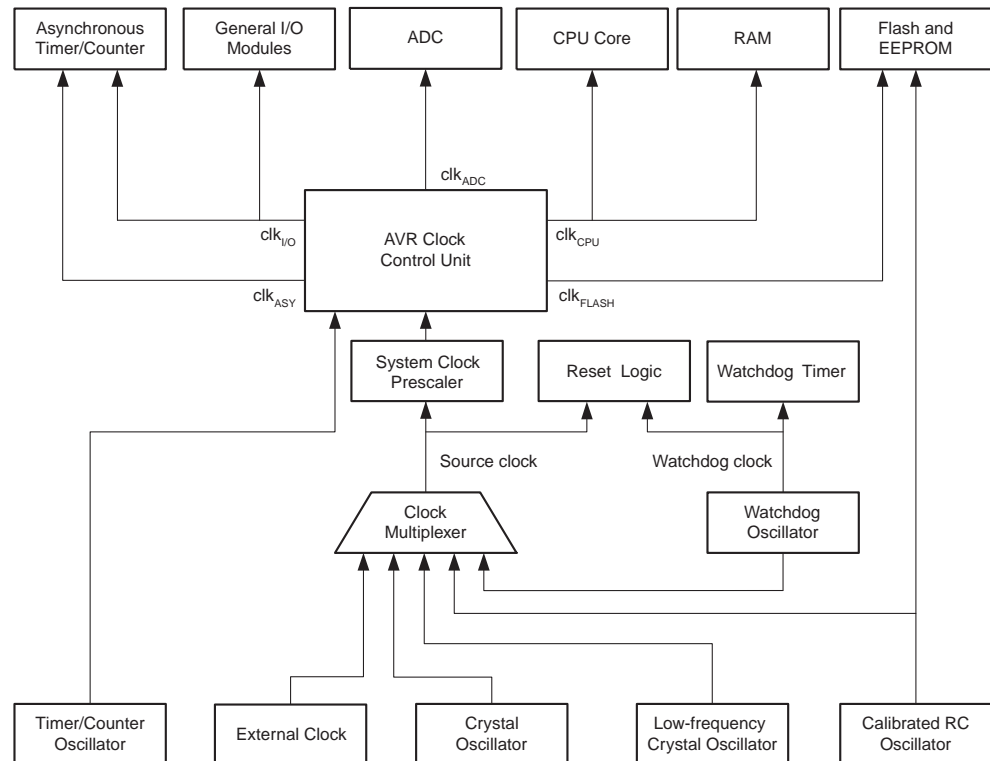 Asynchronous
Timer/Counter
General I/O
Modules
ADC
CPU Core
RAM
Flash and
EEPROM
clkADC
clkI/O
AVR Clock
Control Unit
clkCPU
clkASY
clkFLASH
System Clock
Prescaler
Reset Logic
Watchdog Timer
Source clock
Watchdog clock
Clock
Multiplexer
Watchdog
Oscillator
Timer/Counter
Oscillator
External Clock
Crystal
Oscillator
Low-frequency
Crystal Oscillator
Calibrated RC
Oscillator